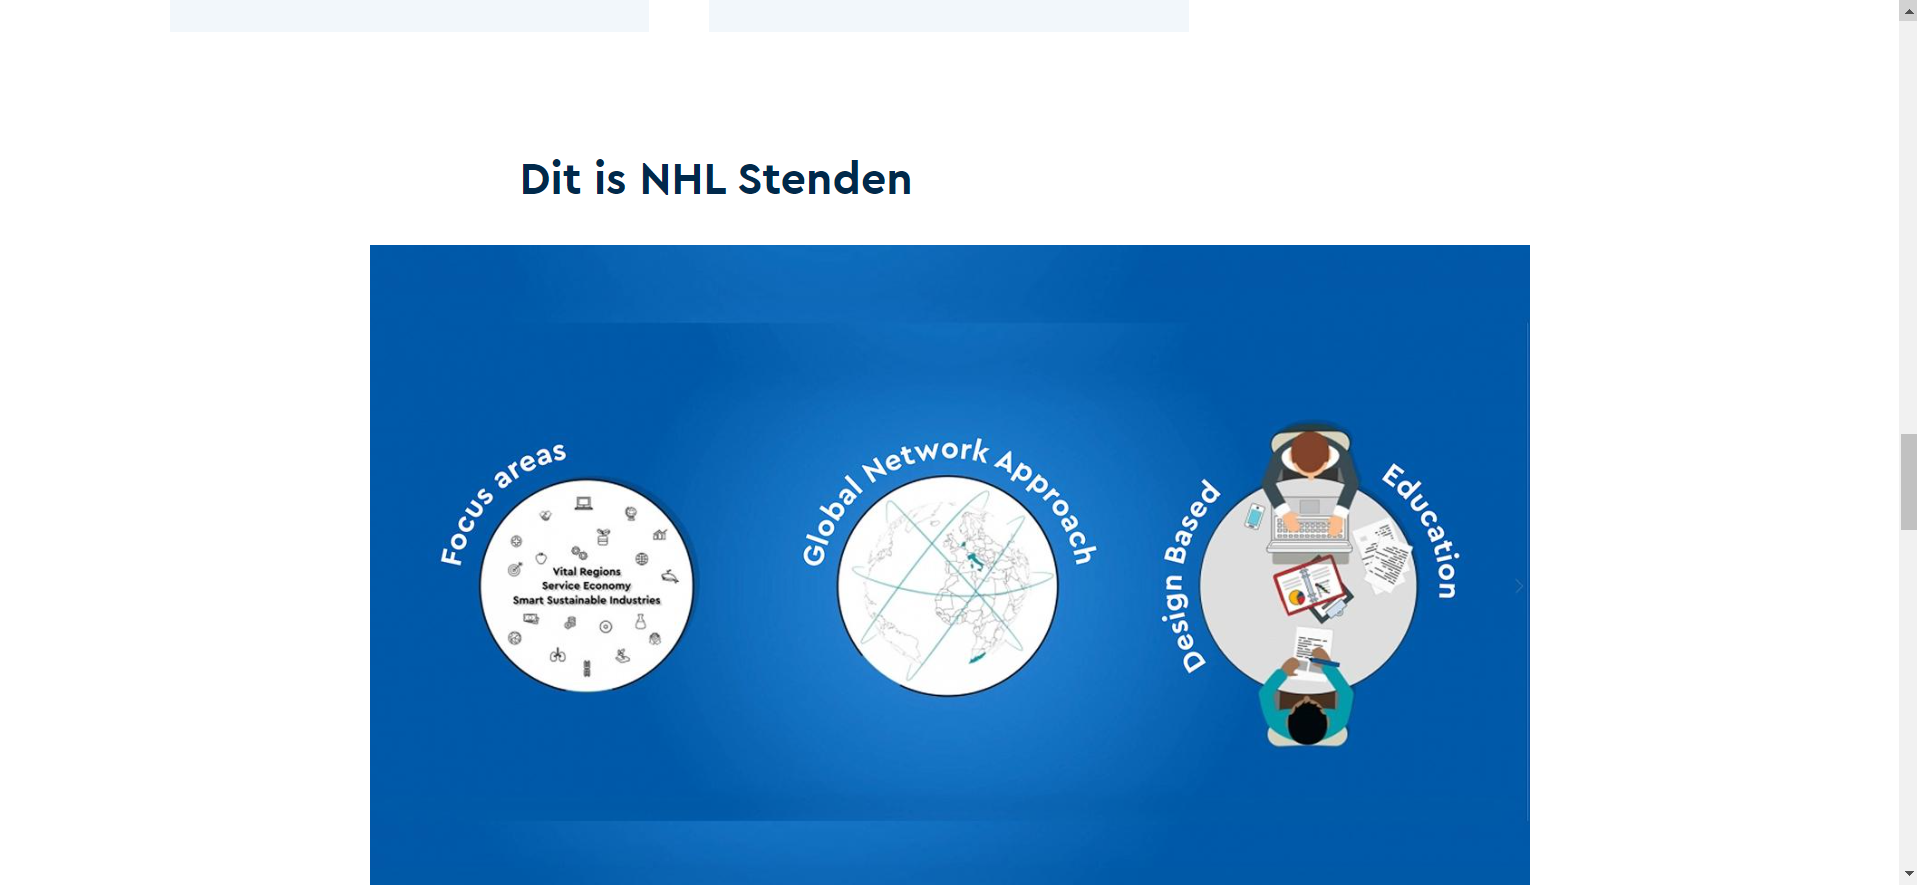 Dit is NHL Stenden
Focus areas
Vital Regions
Service Economy
Smart Sustainable Industries
Global Network Approach
Design Based
Education